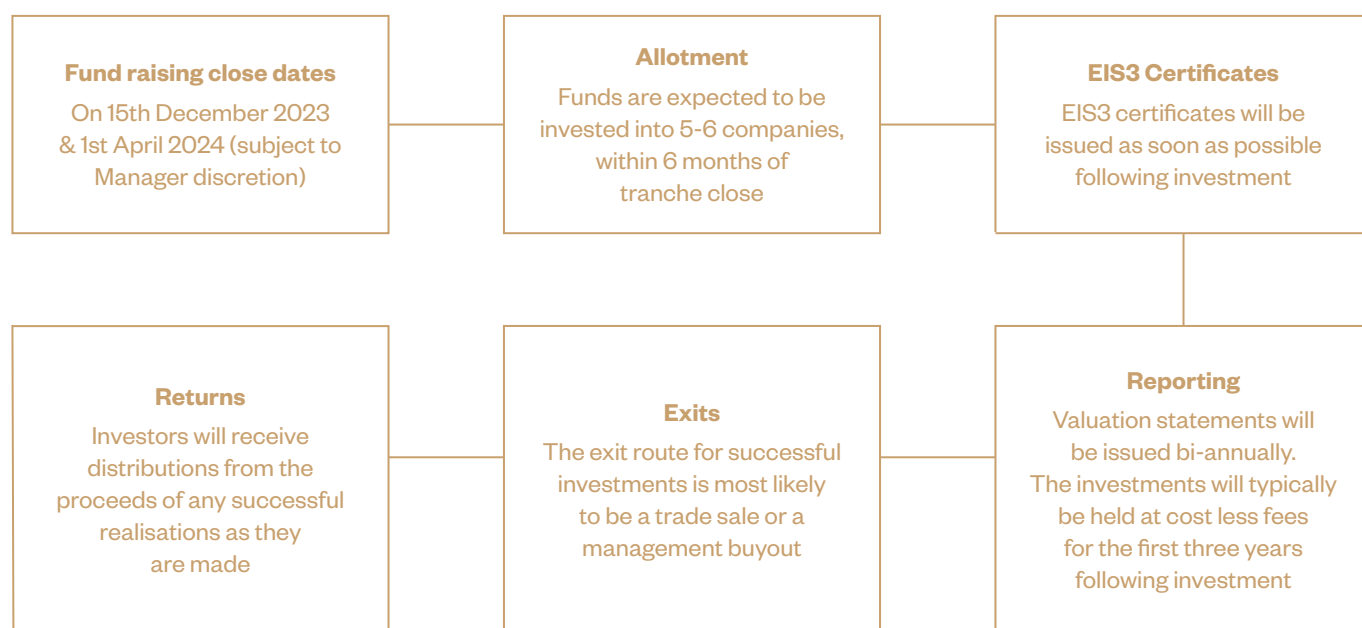 Fund raising close dates
On 15th December 2023
& 1st April 2024 (subject to
Manager discretion)
Allotment
Funds are expected to be
invested into 5-6 companies,
within 6 months of
tranche close
EIS3 Certificates
EIS3 certificates will be
issued as soon as possible
following investment
Returns
Investors will receive
distributions from the
proceeds of any successful
realisations as they
are made
Exits
The exit route for successful
investments is most likely
to be a trade sale or a
management buyout
Reporting
Valuation statements will
be issued bi-annually.
The investments will typically
be held at cost less fees
for the first three years
following investment